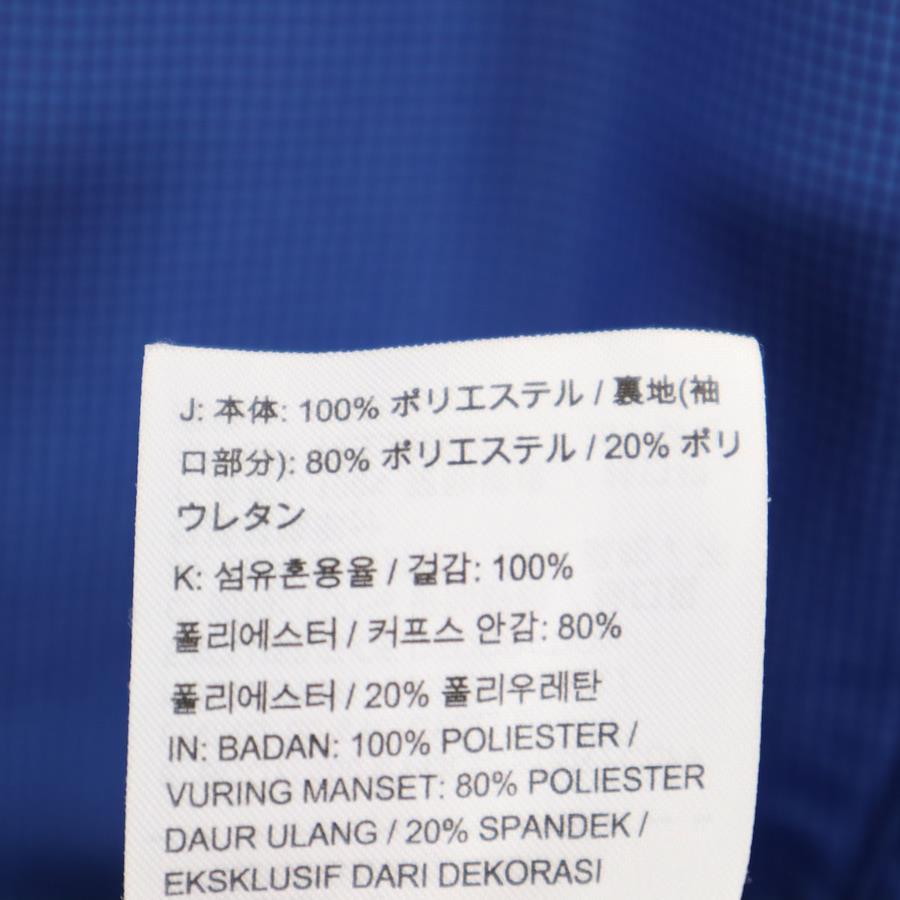 J: 本体: 100% ポリエステル / 裏地(袖
口部分): 80% ポリエステル / 20% ポリ
ウレタン
K: 섬유혼용율 / 겉감: 100%
폴리에스터 / 커프스 안감: 80%
폴리에스터 / 20% 폴리우레탄
IN: BADAN: 100% POLIESTER /
VURING MANSET: 80% POLIESTER
DAUR ULANG / 20% SPANDEK /
EKSKLUSIF DARI DEKORASI